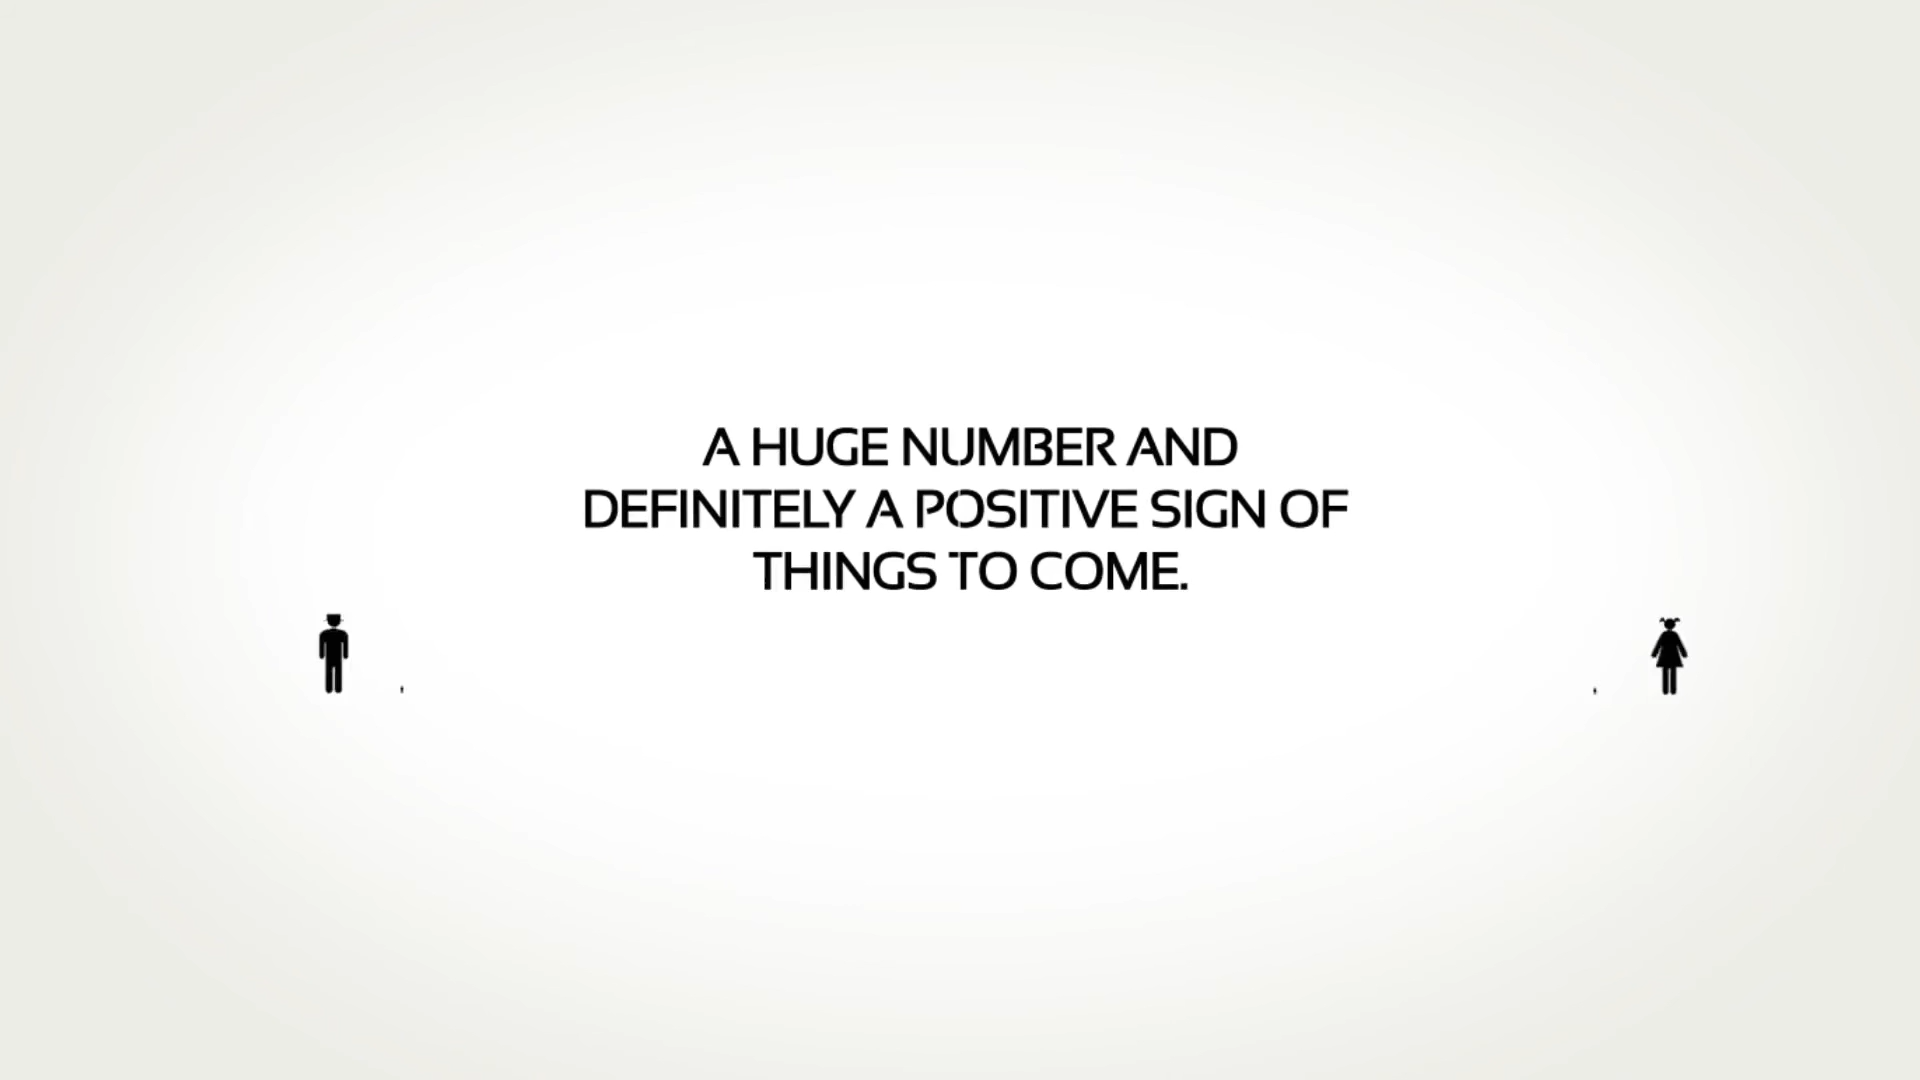 A HUGE NUMBER AND
DEFINITELY A POSITIVE SIGN OF
THINGS TO COME.